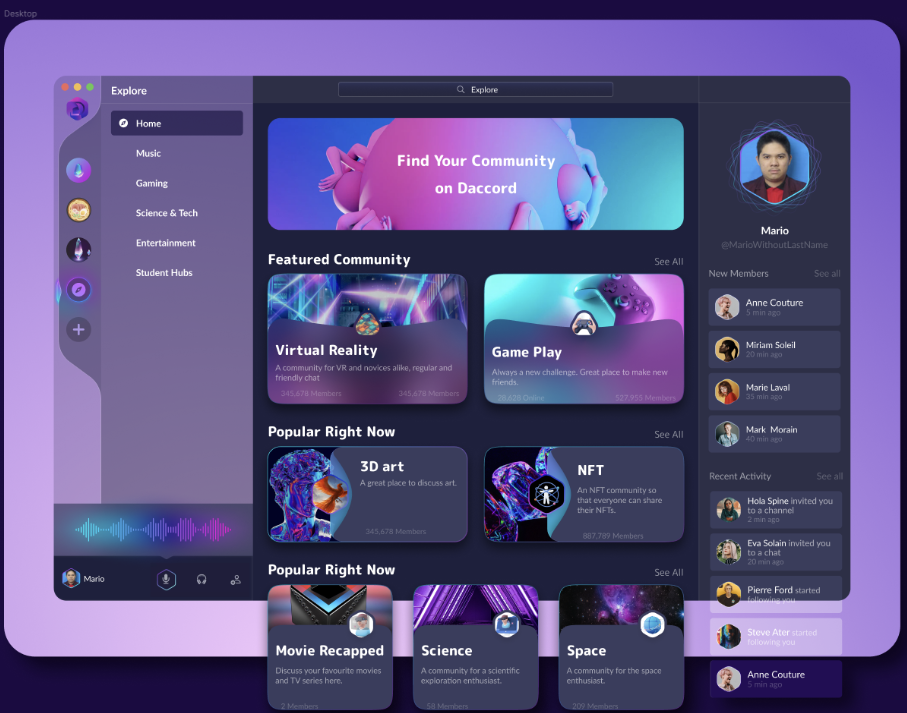 Desktop
Explore
Home
Music
Gaming
Science & Tech
Entertainment
Student Hubs
Mario
Explore
Find Your Community
on Daccord
Featured Community
See All
Virtual Reality
A community for VR and novices alike, regular and
friendly chat
345,678 Members
345,678 Members
Game Play
Always a new challenge. Great place to make new
friends.
28,628 Online
527,955 Members
Popular Right Now
See All
3D art
A great place to discuss art.
345,678 Members
NFT
An NFT community so
that everyone can share
their NFTs.
887,789 Members
Popular Right Now
See All
Movie Recapped
Discuss your favourite movies
and TV series here.
2 Members
Science
A community for a scientific
exploration enthusiast.
58 Members
Space
A community for the space
enthusiast.
209 Members
Mario
@MarioWithoutLastName
New Members
See all
Anne Couture
5 min ago
Miriam Soleil
20 min ago
Marie Laval
35 min ago
Mark Morain
40 min ago
Recent Activity
See all
Hola Spine invited you
to a channel
2 min ago
Eva Solain invited you
to a chat
20 min ago
Pierre Ford started
following you
Steve Ater started
following you
Anne Couture
5 min ago